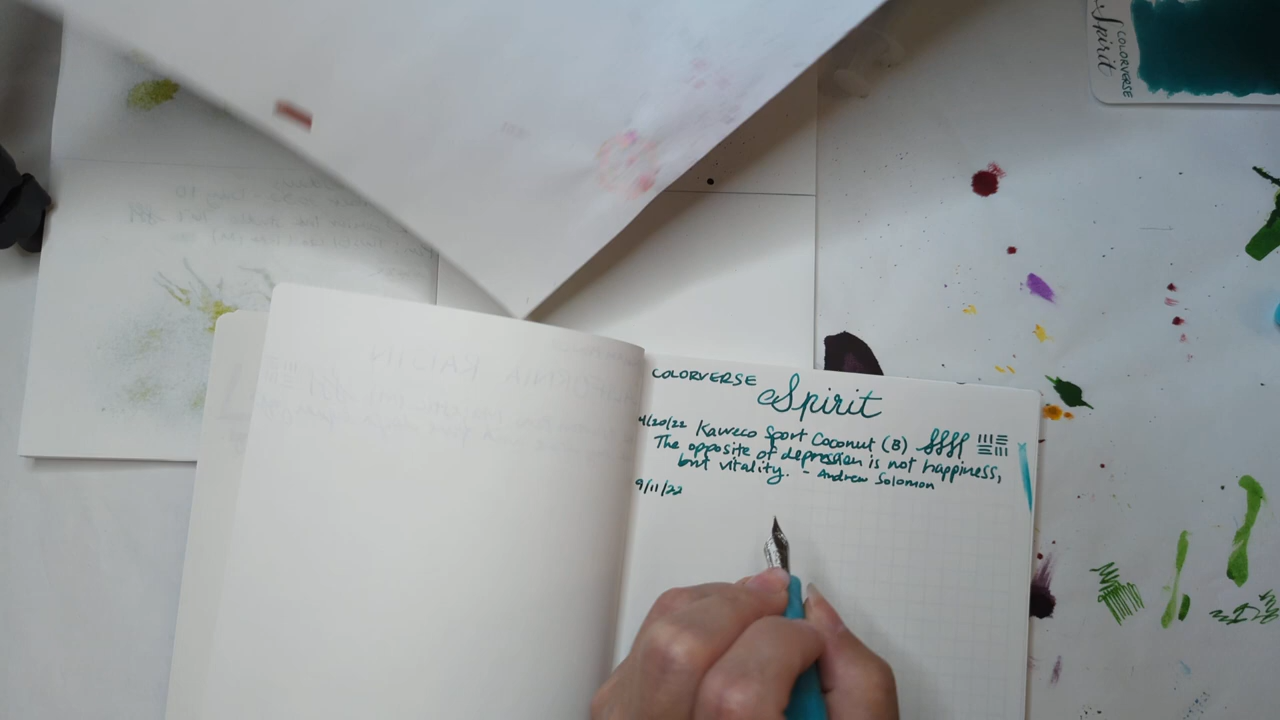 Spirit
COLORVERSE
COLORVERSE Spirit
4/20/22 Kaweco Sport Coconut (B)
The opposite of depression is not happiness,
but vitality. - Andrew Solomon
9/11/22